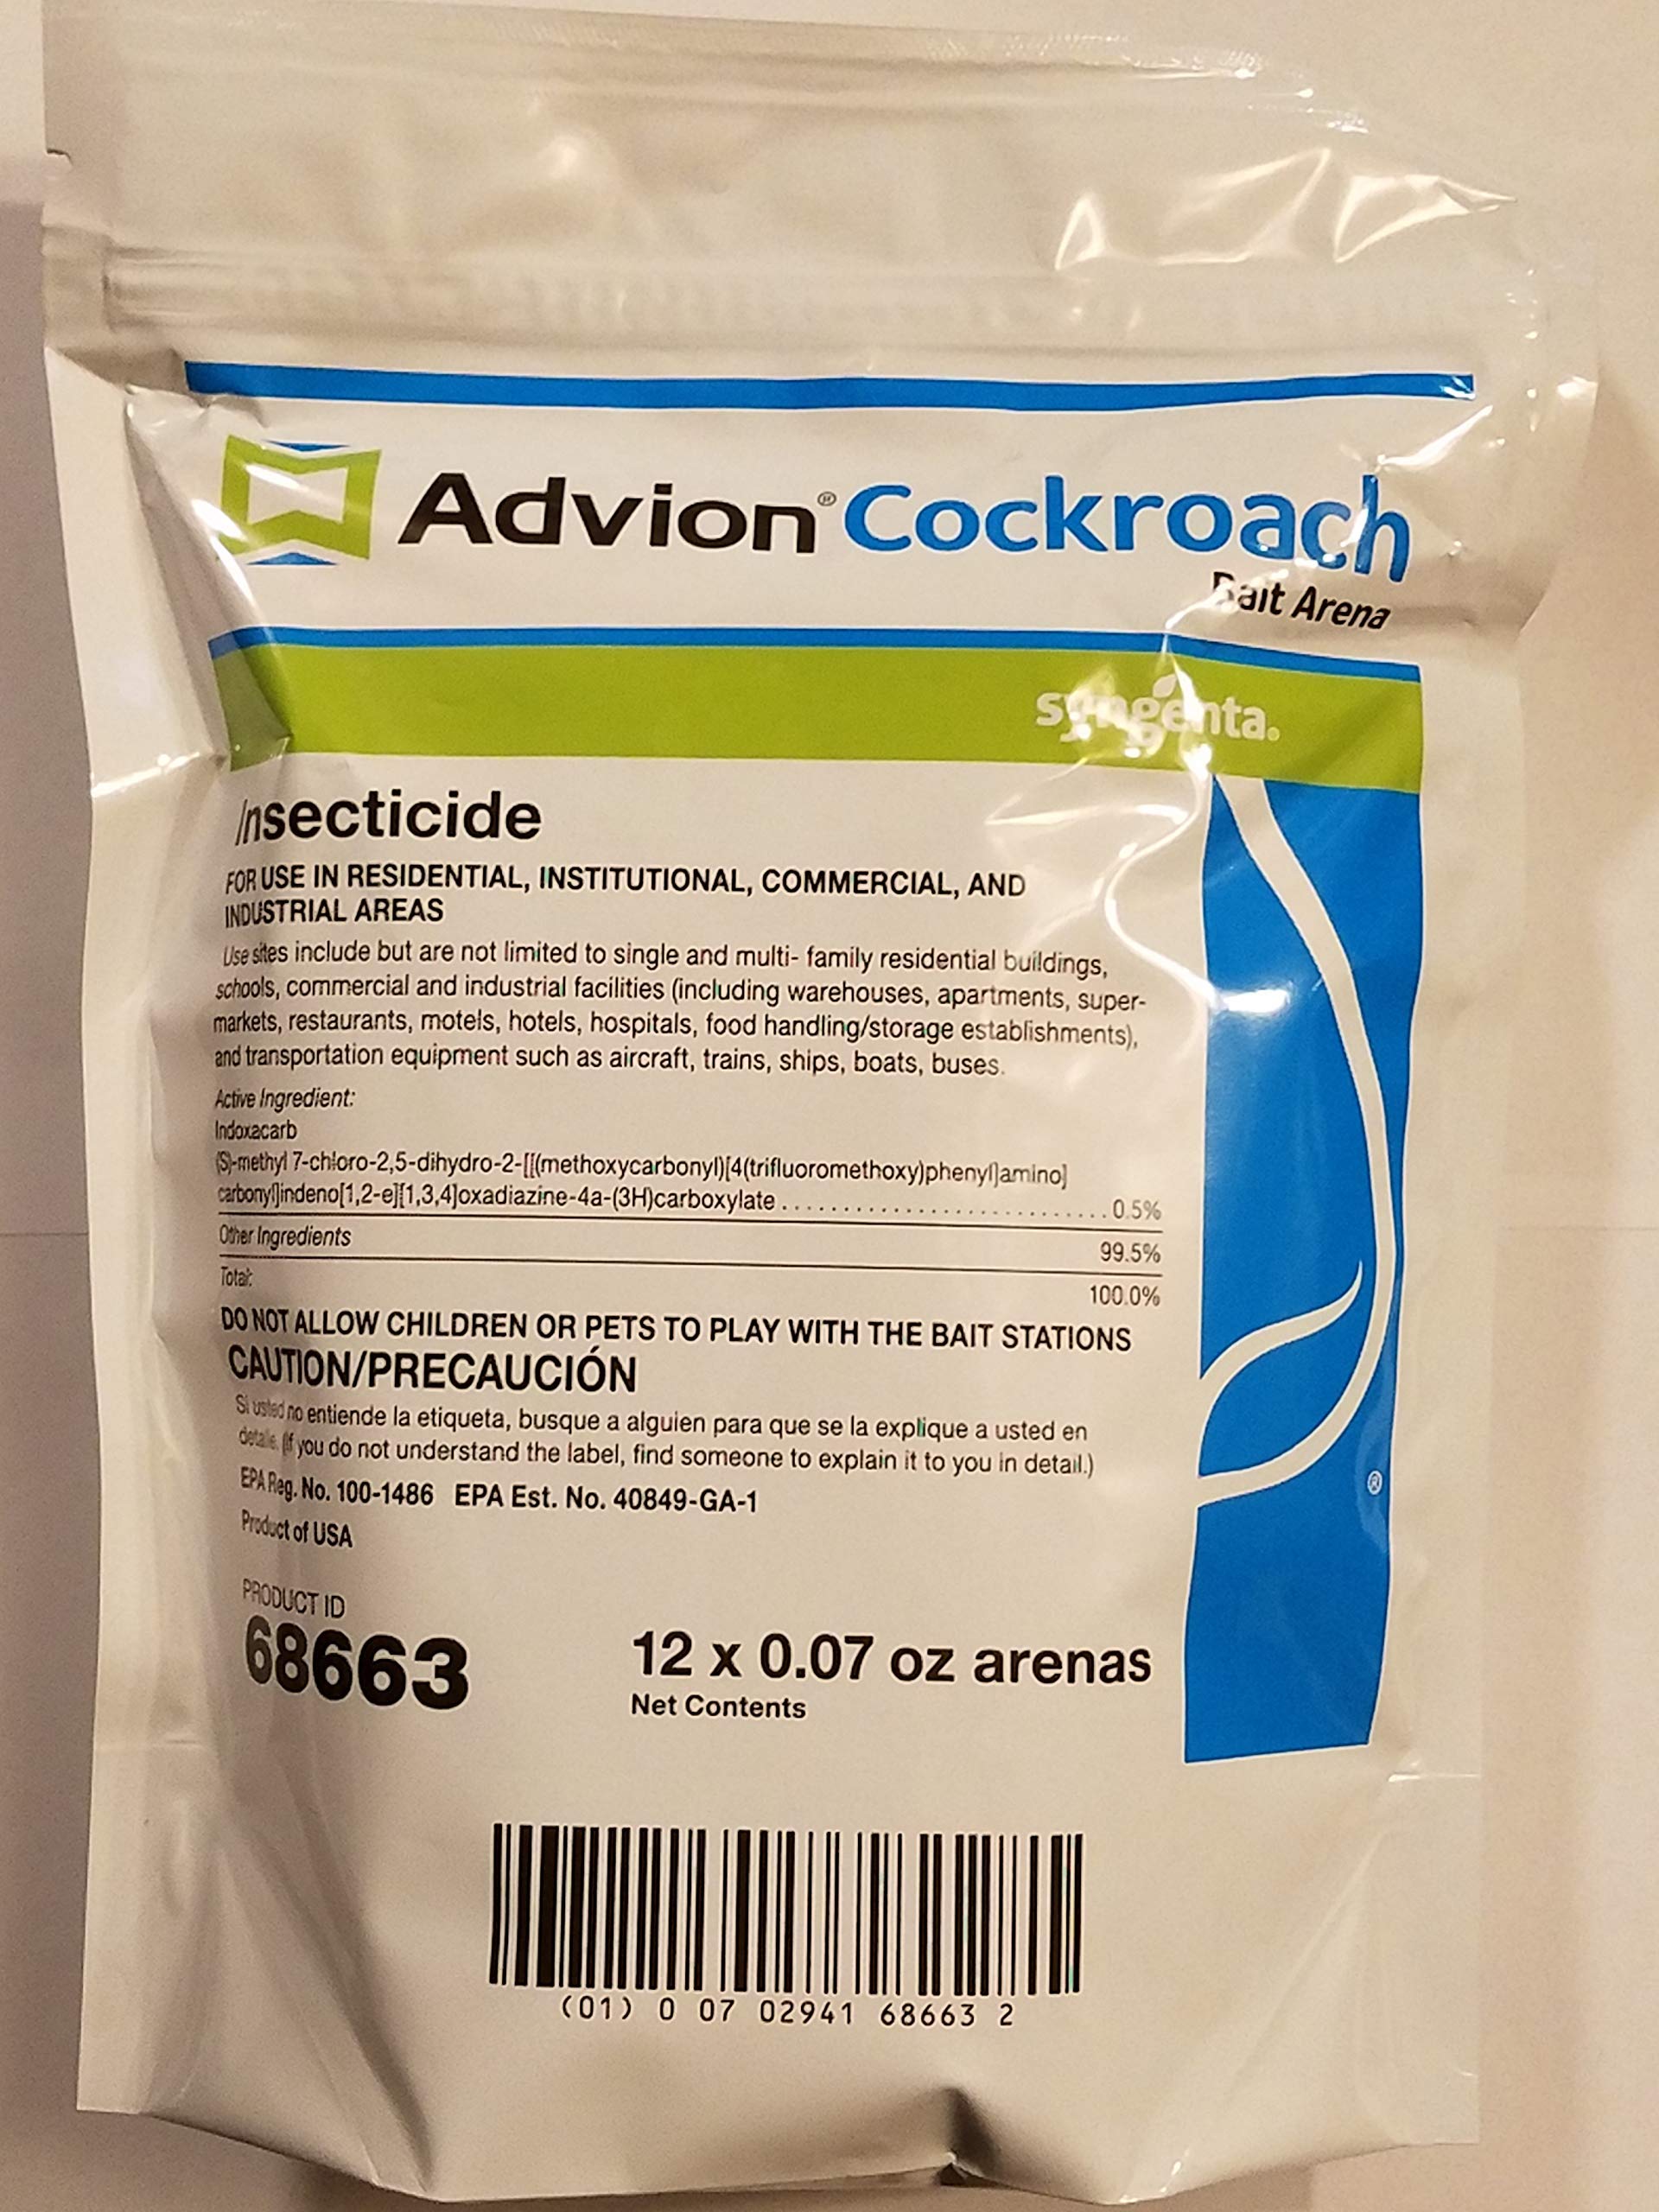 Advion® Cockroach
Bait Arena
syngenta®
Insecticide
FOR USE IN RESIDENTIAL, INSTITUTIONAL, COMMERCIAL, AND
INDUSTRIAL AREAS
Use sites include but are not limited to single and multi- family residential buildings,
schools, commercial and industrial facilities (including warehouses, apartments, super-
markets, restaurants, motels, hotels, hospitals, food handling/storage establishments),
and transportation equipment such as aircraft, trains, ships, boats, buses.
Active Ingredient:
Indoxacarb
(S)-methyl 7-chloro-2,5-dihydro-2-[[(methoxycarbonyl)[4(trifluoromethoxy)phenyl]amino]
carbonyl]indeno[1,2-e][1,3,4]oxadiazine-4a-(3H)carboxylate ........................... 0.5%
Other Ingredients 99.5%
Total: 100.0%
DO NOT ALLOW CHILDREN OR PETS TO PLAY WITH THE BAIT STATIONS
CAUTION/PRECAUCIÓN
Si usted no entiende la etiqueta, busque a alguien para que se la explique a usted en
detalle. (If you do not understand the label, find someone to explain it to you in detail.)
EPA Reg. No. 100-1486 EPA Est. No. 40849-GA-1
Product of USA
PRODUCT ID
68663
12 x 0.07 oz arenas
Net Contents
®
(01) 0 07 02941 68663 2